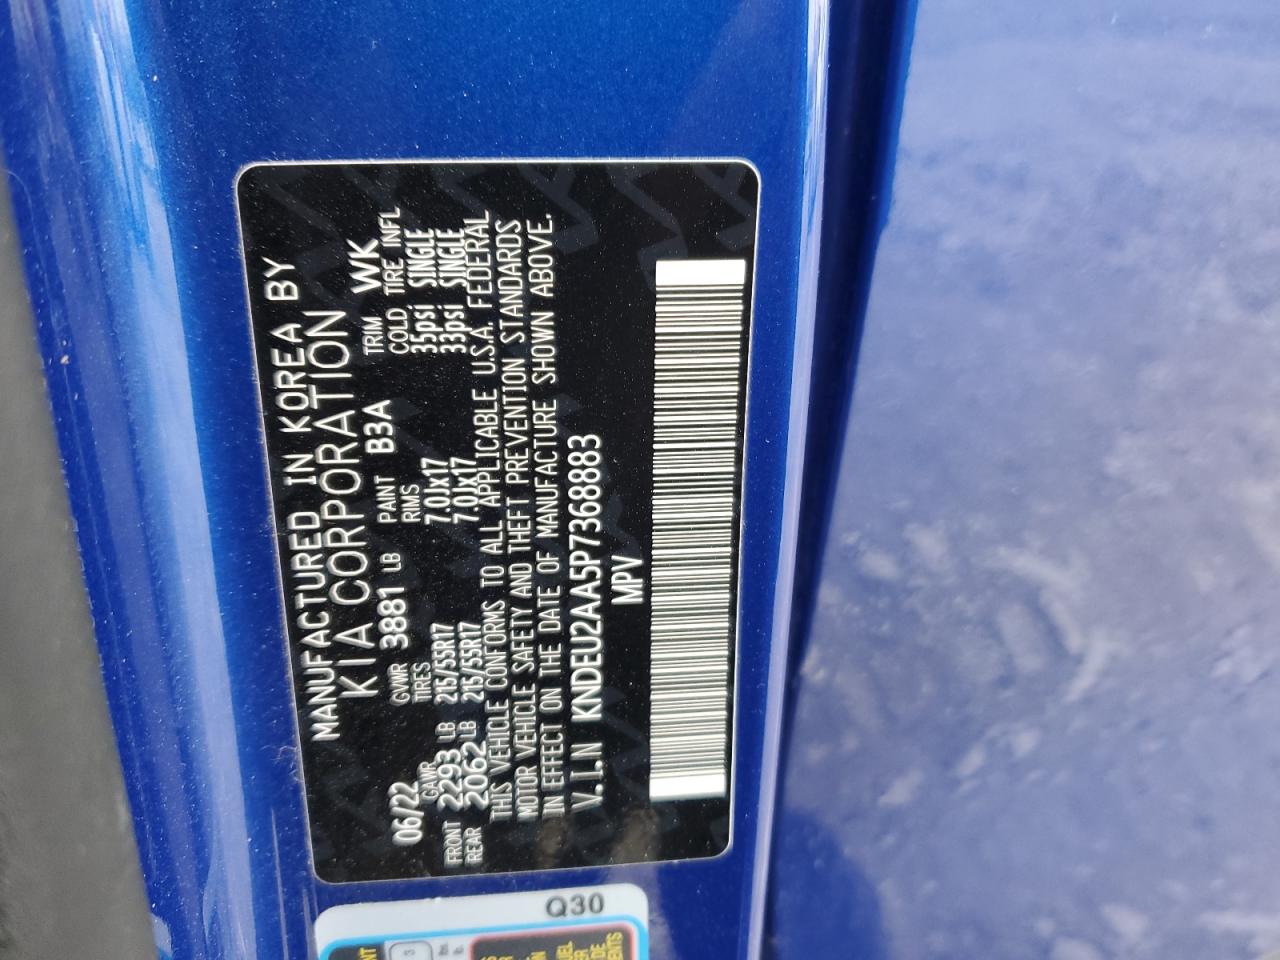 MANUFACTURED IN KOREA BY
KIA CORPORATION
06/22 GVWR 3881 LB PAINT B3A TRIM WK
GAWR TIRES RIMS COLD TIRE INFL
FRONT 2293 LB 215/55R17 7.0Jx17 35psi SINGLE
REAR 2062 LB 215/55R17 7.0Jx17 33psi SINGLE
THIS VEHICLE CONFORMS TO ALL APPLICABLE U.S.A. FEDERAL
MOTOR VEHICLE SAFETY AND THEFT PREVENTION STANDARDS
IN EFFECT ON THE DATE OF MANUFACTURE SHOWN ABOVE.
V.I.N KNDEU2AA5P7368883
MPV
Q30